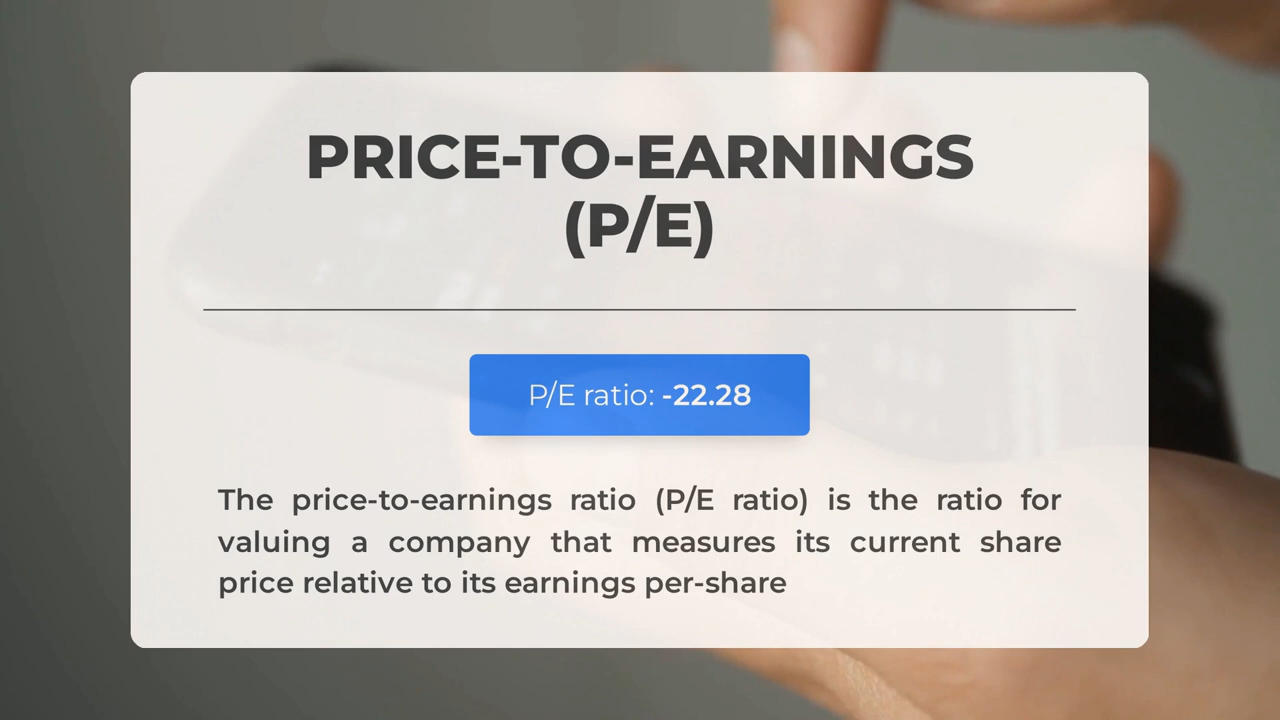 PRICE-TO-EARNINGS
(P/E)
P/E ratio: -22.28
The price-to-earnings ratio (P/E ratio) is the ratio for
valuing a company that measures its current share
price relative to its earnings per-share